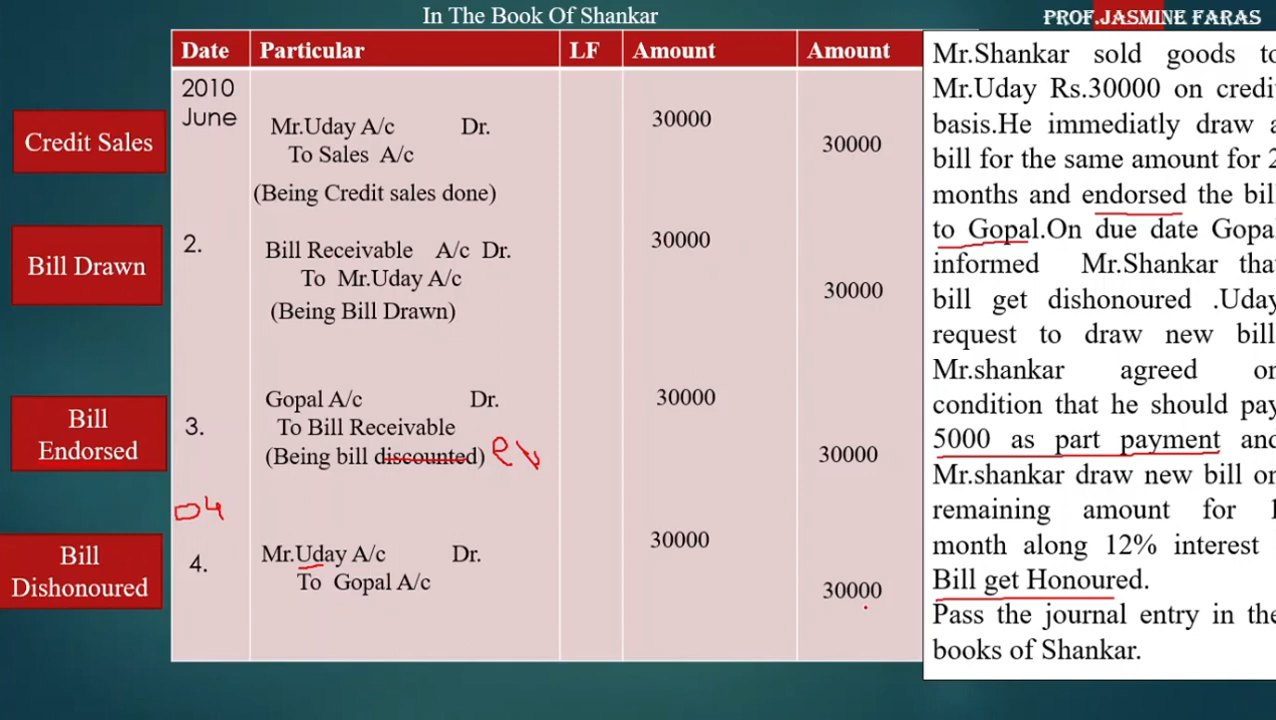 In The Book Of Shankar
PROF.JASMINE FARAS
Date Particular LF Amount Amount
2010
June
Credit Sales
Mr.Uday A/c Dr. 30000
To Sales A/c 30000
(Being Credit sales done)
Bill Drawn
2. Bill Receivable A/c Dr. 30000
To Mr.Uday A/c 30000
(Being Bill Drawn)
Bill
Endorsed
3. Gopal A/c Dr. 30000
To Bill Receivable
(Being bill discounted) 30000
04
Bill
Dishonoured
4. Mr.Uday A/c Dr. 30000
To Gopal A/c 30000
Mr.Shankar sold goods to
Mr.Uday Rs.30000 on credit
basis.He immediatly draw a
bill for the same amount for 2
months and endorsed the bil
to Gopal.On due date Gopal
informed Mr.Shankar tha
bill get dishonoured .Uday
request to draw new bill
Mr.shankar agreed on
condition that he should pay
5000 as part payment and
Mr.shankar draw new bill on
remaining amount for 1
month along 12% interest
Bill get Honoured.
Pass the journal entry in the
books of Shankar.